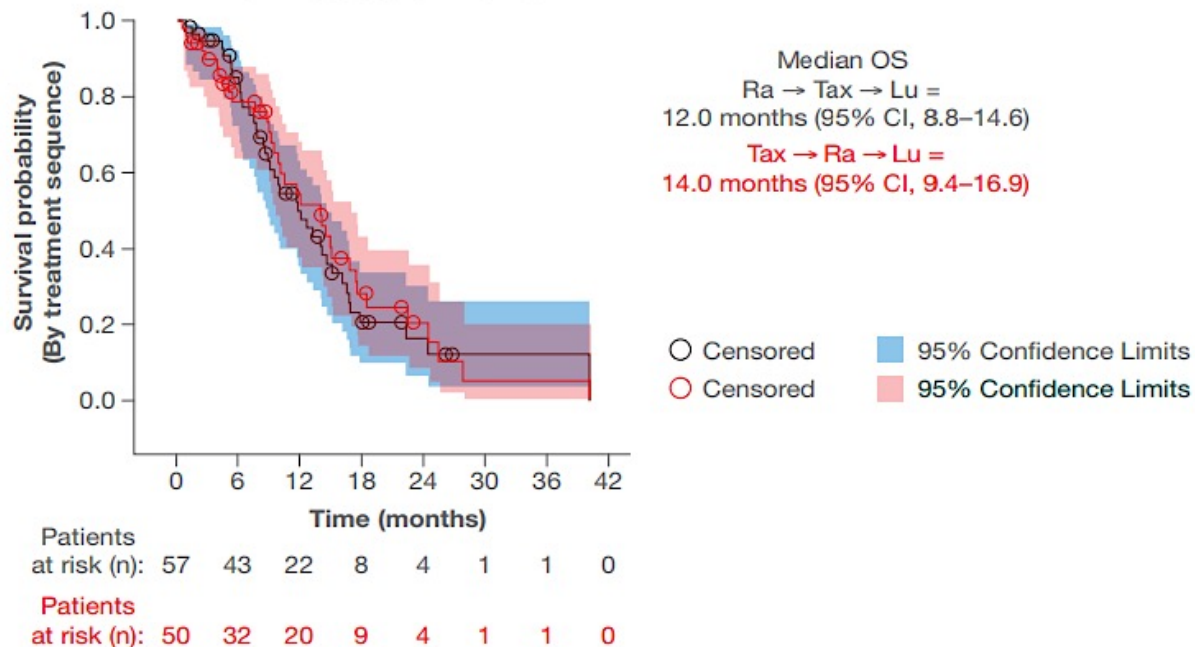 Survival probability
(By treatment sequence)
1.0
0.8
0.6
0.4
0.2
0.0
0 6 12 18 24 30 36 42
Time (months)
Median OS
Ra → Tax → Lu =
12.0 months (95% CI, 8.8–14.6)
Tax → Ra → Lu =
14.0 months (95% CI, 9.4–16.9)
Censored 95% Confidence Limits
Censored 95% Confidence Limits
Patients
at risk (n): 57 43 22 8 4 1 1 0
Patients
at risk (n): 50 32 20 9 4 1 1 0